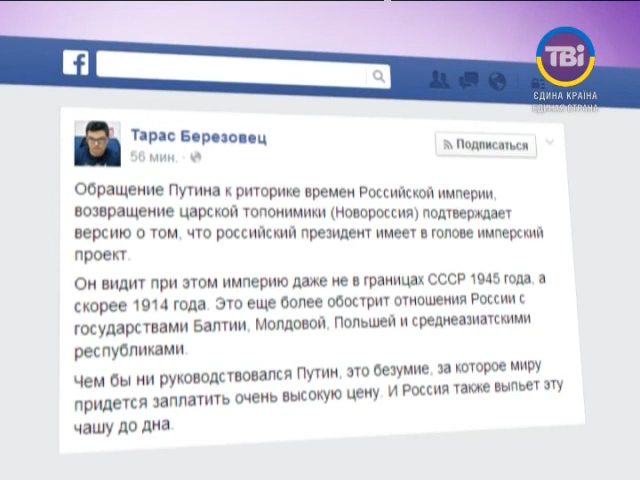 f
ТВi
ЄДИНА КРАЇНА
ЕДИНАЯ СТРАНА
Тарас Березовец
56 мин. ·
Подписаться
Обращение Путина к риторике времен Российской империи,
возвращение царской топонимики (Новороссия) подтверждает
версию о том, что российский президент имеет в голове имперский
проект.
Он видит при этом империю даже не в границах СССР 1945 года, а
скорее 1914 года. Это еще более обострит отношения России с
государствами Балтии, Молдовой, Польшей и среднеазиатскими
республиками.
Чем бы ни руководствовался Путин, это безумие, за которое миру
придется заплатить очень высокую цену. И Россия также выпьет эту
чашу до дна.